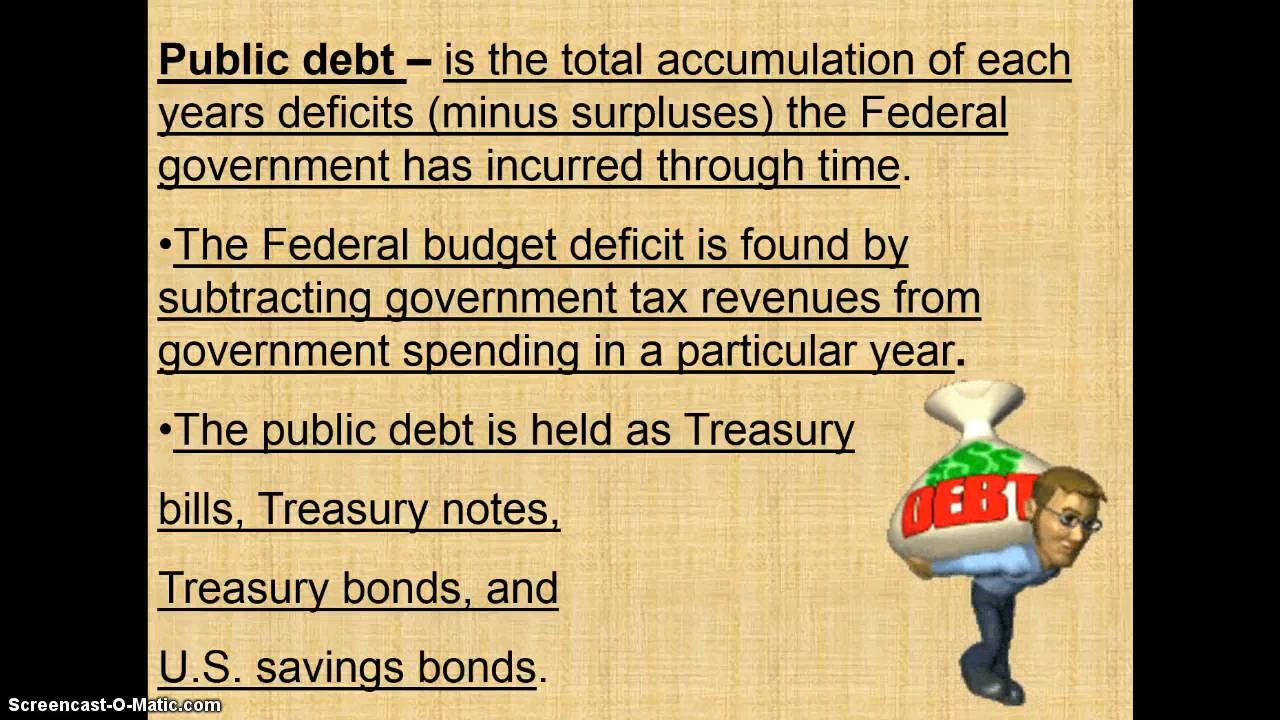 Public debt – is the total accumulation of each
years deficits (minus surpluses) the Federal
government has incurred through time.
•The Federal budget deficit is found by
subtracting government tax revenues from
government spending in a particular year.
•The public debt is held as Treasury
bills, Treasury notes,
Treasury bonds, and
U.S. savings bonds.
$$$
DEBT
Screencast-O-Matic.com